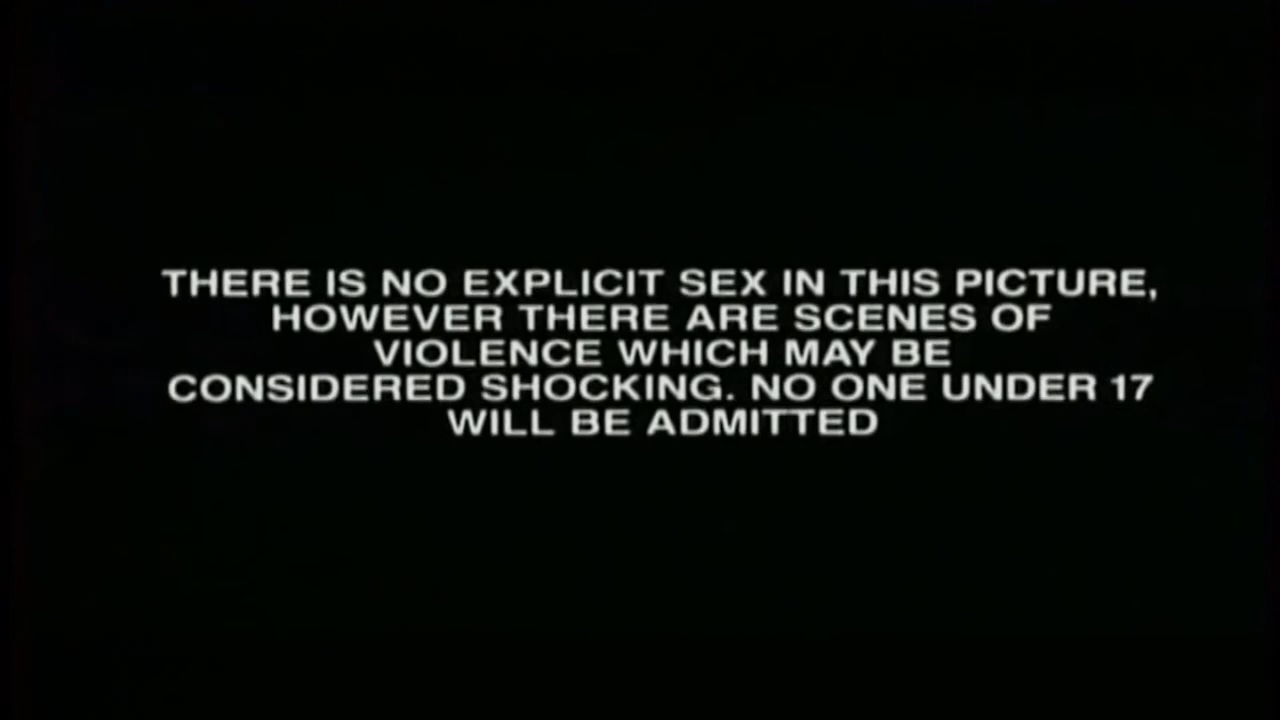 THERE IS NO EXPLICIT SEX IN THIS PICTURE,
HOWEVER THERE ARE SCENES OF
VIOLENCE WHICH MAY BE
CONSIDERED SHOCKING. NO ONE UNDER 17
WILL BE ADMITTED